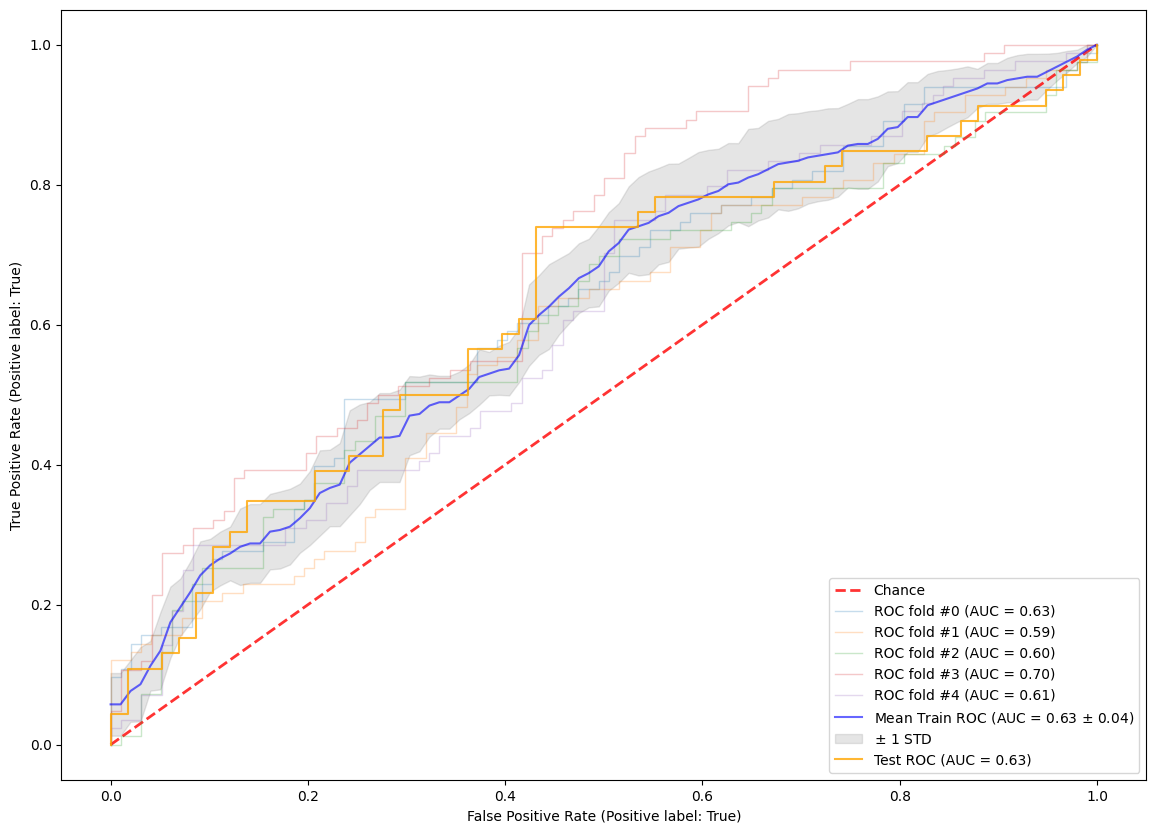 1.0
0.8
0.6
0.4
0.2
0.0
True Positive Rate (Positive label: True)
0.0 0.2 0.4 0.6 0.8 1.0
False Positive Rate (Positive label: True)
Chance
ROC fold #0 (AUC = 0.63)
ROC fold #1 (AUC = 0.59)
ROC fold #2 (AUC = 0.60)
ROC fold #3 (AUC = 0.70)
ROC fold #4 (AUC = 0.61)
Mean Train ROC (AUC = 0.63 ± 0.04)
± 1 STD
Test ROC (AUC = 0.63)